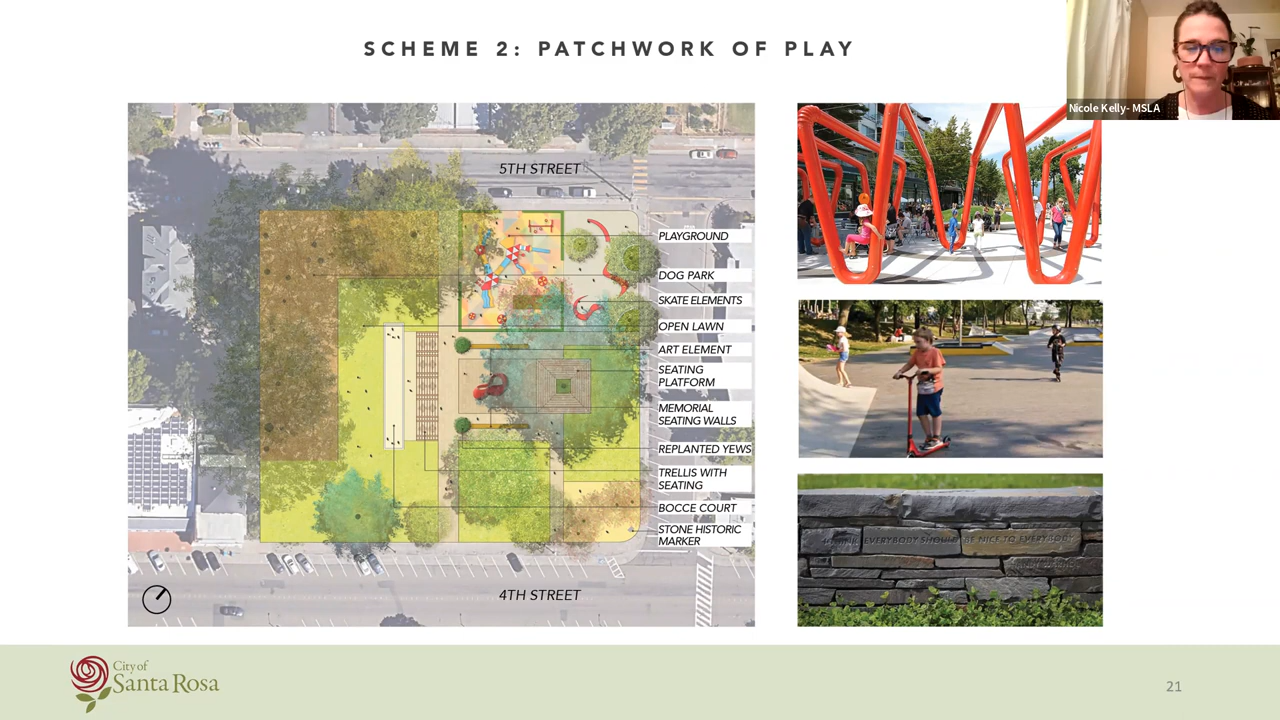 SCHEME 2: PATCHWORK OF PLAY
Nicole Kelly- MSLA
5TH STREET
PLAYGROUND
DOG PARK
SKATE ELEMENTS
OPEN LAWN
ART ELEMENT
SEATING
PLATFORM
MEMORIAL
SEATING WALLS
REPLANTED YEWS
TRELLIS WITH
SEATING
BOCCE COURT
STONE HISTORIC
MARKER
4TH STREET
EVERYBODY SHOULD BE NICE TO EVERYBODY
City of
Santa Rosa
21